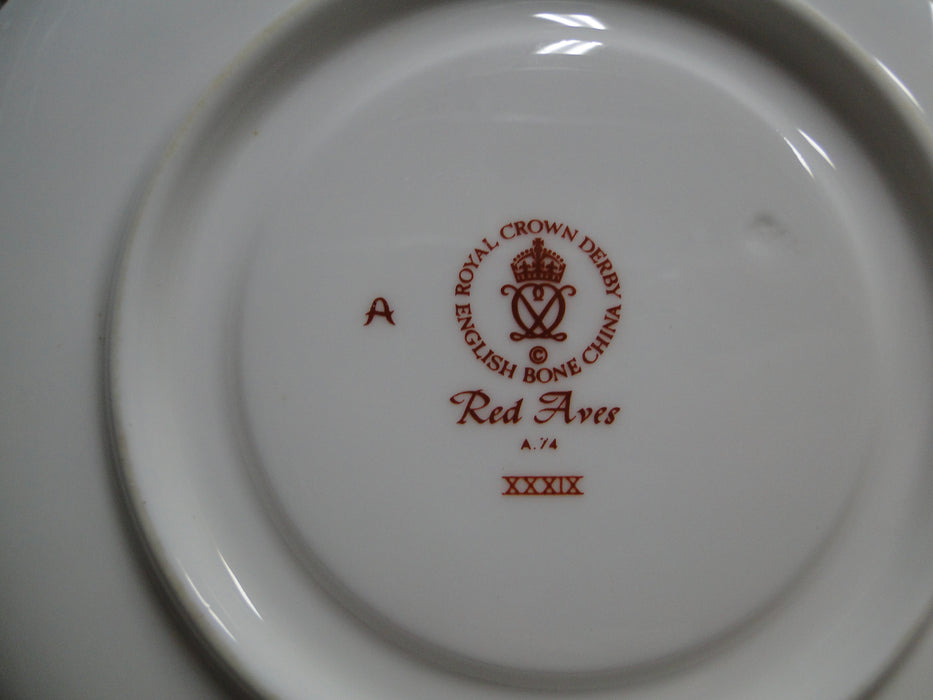 A
ROYAL CROWN DERBY
ENGLISH BONE CHINA
©
Red Aves
A.74
XXXIX